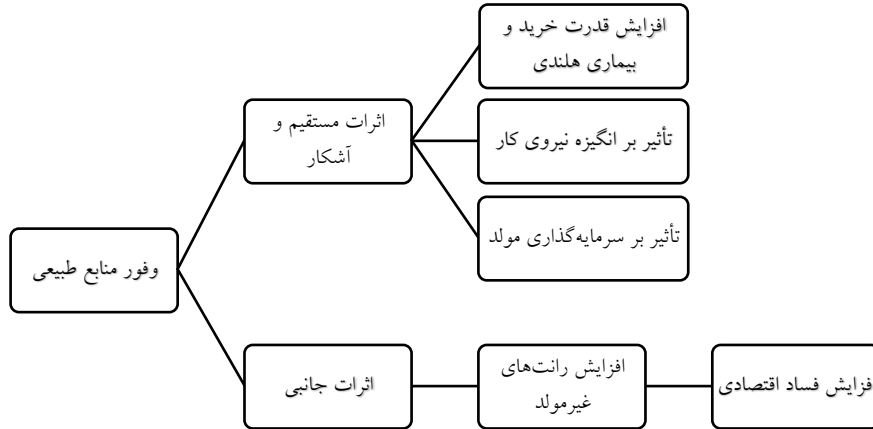 وفور منابع طبیعی
اثرات مستقیم و
آشکار
افزایش قدرت خرید و
بیماری هلندی
تأثیر بر انگیزه نیروی کار
تأثیر بر سرمایه‌گذاری مولد
اثرات جانبی
افزایش رانت‌های
غیرمولد
فزایش فساد اقتصادی